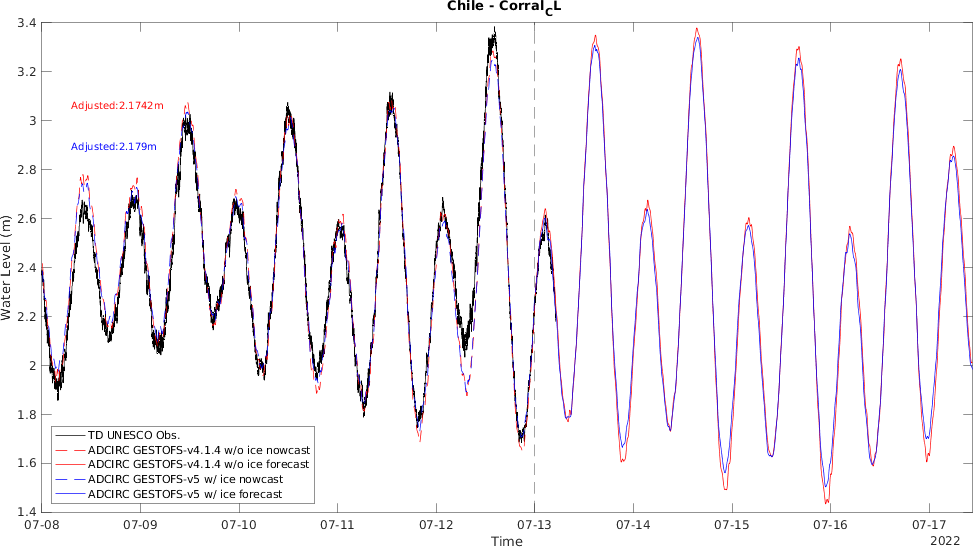 Chile - Corral_CL
3.4
3.2
3
2.8
2.6
2.4
2.2
2
1.8
1.6
1.4
Water Level (m)
Adjusted:2.1742m
Adjusted:2.179m
TD UNESCO Obs.
ADCIRC GESTOFS-v4.1.4 w/o ice nowcast
ADCIRC GESTOFS-v4.1.4 w/o ice forecast
ADCIRC GESTOFS-v5 w/ ice nowcast
ADCIRC GESTOFS-v5 w/ ice forecast
07-08 07-09 07-10 07-11 07-12 07-13 07-14 07-15 07-16 07-17
Time
2022